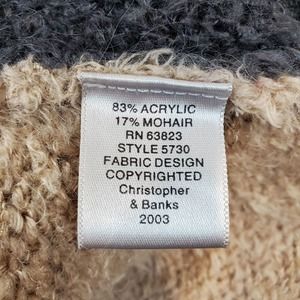 83% ACRYLIC
17% MOHAIR
RN 63823
STYLE 5730
FABRIC DESIGN
COPYRIGHTED
Christopher
& Banks
2003